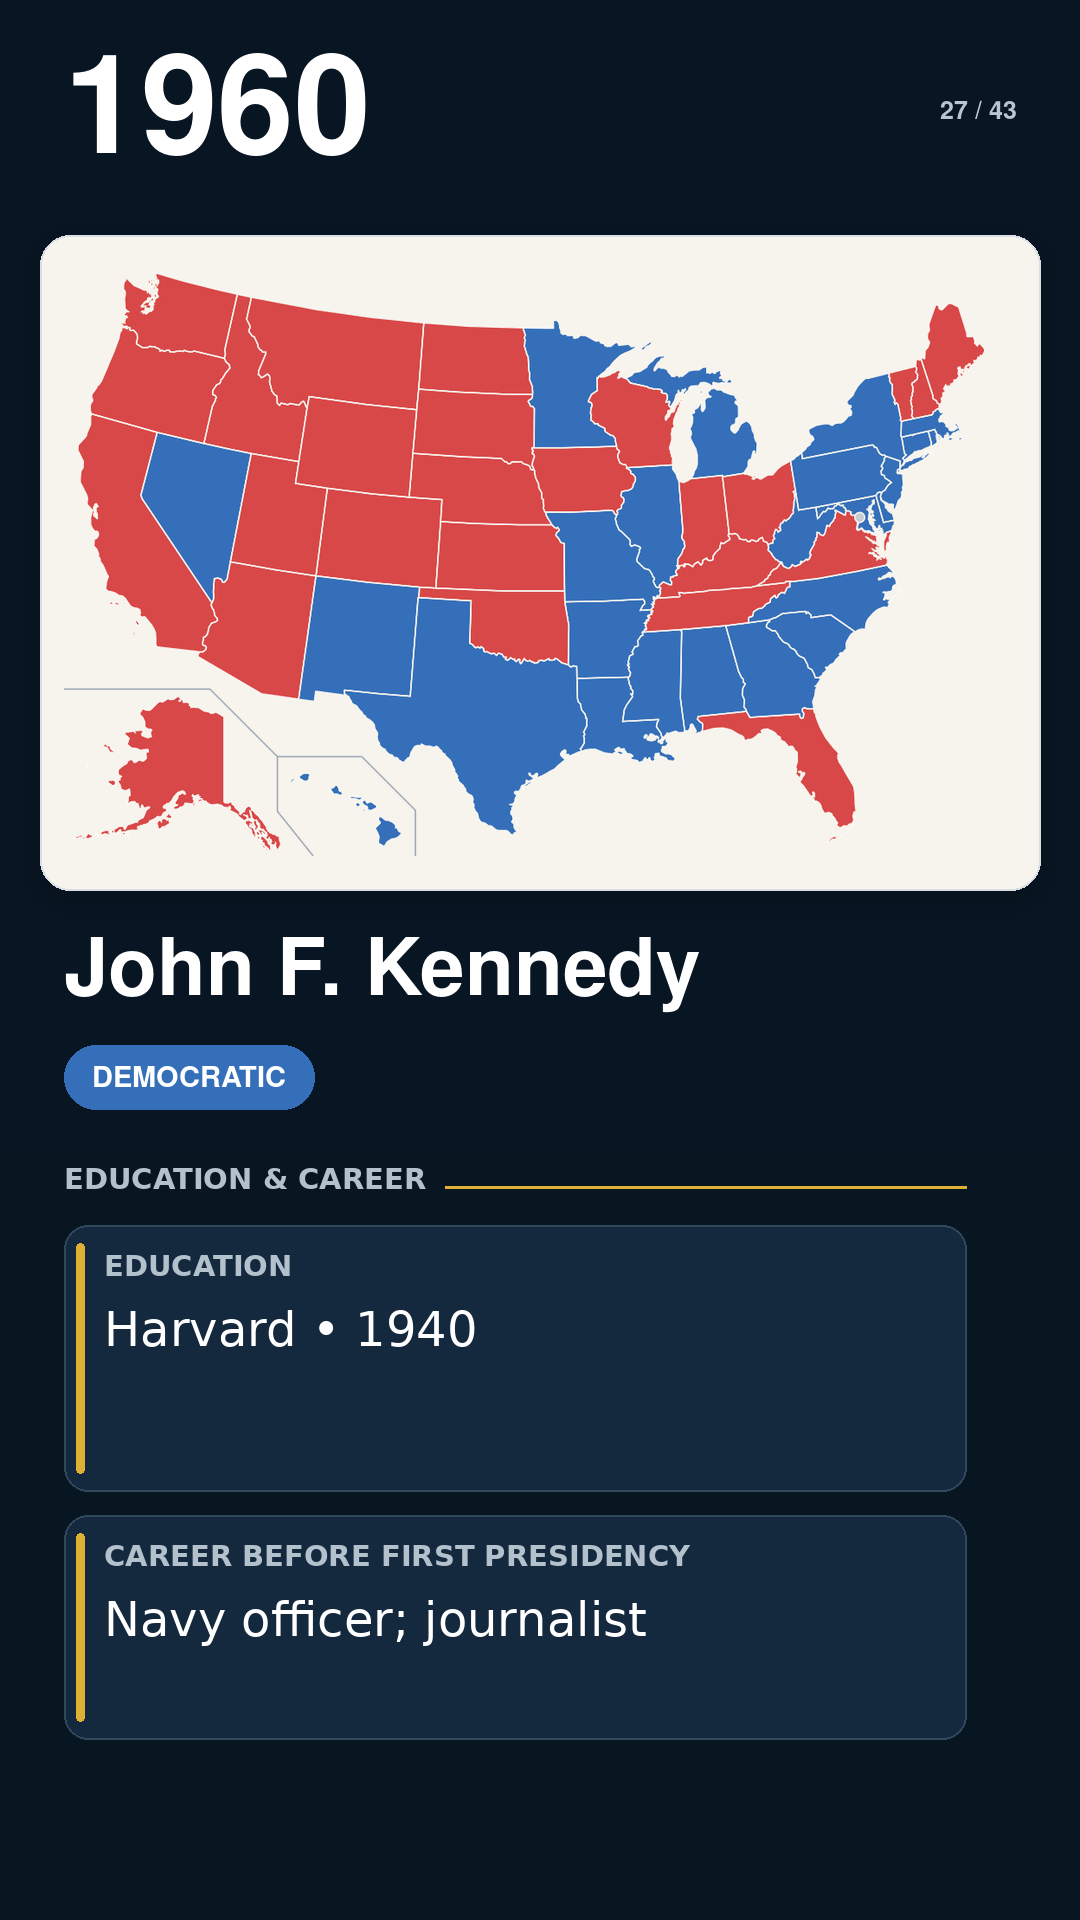 1960
27 / 43
John F. Kennedy
DEMOCRATIC
EDUCATION & CAREER
EDUCATION
Harvard • 1940
CAREER BEFORE FIRST PRESIDENCY
Navy officer; journalist